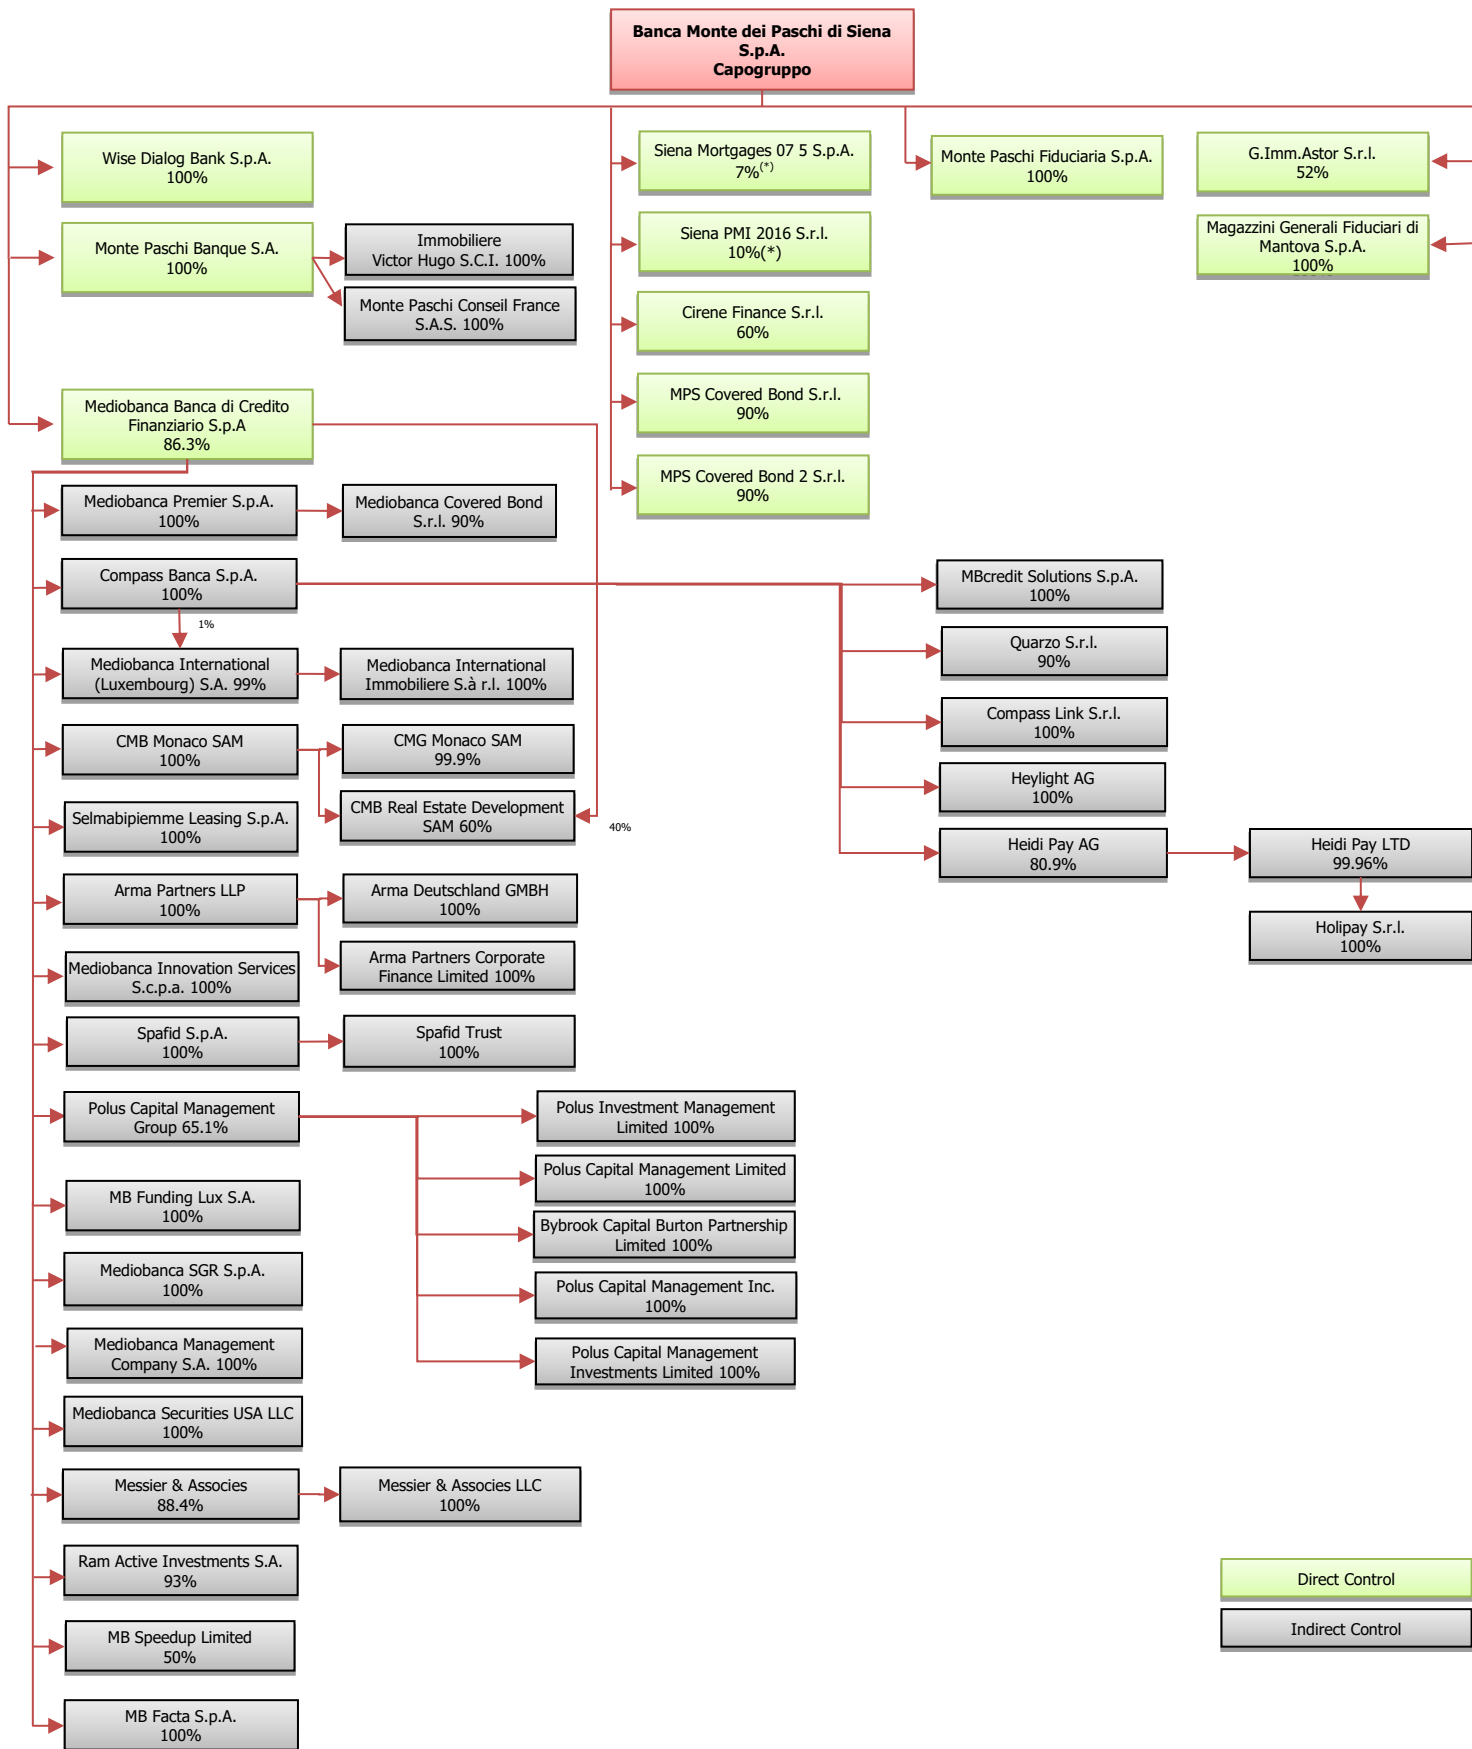 Banca Monte dei Paschi di Siena
S.p.A.
Capogruppo
Wise Dialog Bank S.p.A.
100%
Monte Paschi Banque S.A.
100%
Immobiliere
Victor Hugo S.C.I. 100%
Monte Paschi Conseil France
S.A.S. 100%
Siena Mortgages 07 5 S.p.A.
7%(*)
Siena PMI 2016 S.r.l.
10%(*)
Cirene Finance S.r.l.
60%
MPS Covered Bond S.r.l.
90%
MPS Covered Bond 2 S.r.l.
90%
Monte Paschi Fiduciaria S.p.A.
100%
G.Imm.Astor S.r.l.
52%
Magazzini Generali Fiduciari di
Mantova S.p.A.
100%
Mediobanca Banca di Credito
Finanziario S.p.A
86.3%
Mediobanca Premier S.p.A.
100%
Mediobanca Covered Bond
S.r.l. 90%
Compass Banca S.p.A.
100%
1%
Mediobanca International
(Luxembourg) S.A. 99%
Mediobanca International
Immobiliere S.à r.l. 100%
CMB Monaco SAM
100%
CMG Monaco SAM
99.9%
CMB Real Estate Development
SAM 60%
40%
Selmabipiemme Leasing S.p.A.
100%
Arma Partners LLP
100%
Arma Deutschland GMBH
100%
Arma Partners Corporate
Finance Limited 100%
Mediobanca Innovation Services
S.c.p.a. 100%
Spafid S.p.A.
100%
Spafid Trust
100%
MBcredit Solutions S.p.A.
100%
Quarzo S.r.l.
90%
Compass Link S.r.l.
100%
Heylight AG
100%
Heidi Pay AG
80.9%
Heidi Pay LTD
99.96%
Holipay S.r.l.
100%
Polus Capital Management
Group 65.1%
Polus Investment Management
Limited 100%
Polus Capital Management Limited
100%
Bybrook Capital Burton Partnership
Limited 100%
Polus Capital Management Inc.
100%
Polus Capital Management
Investments Limited 100%
MB Funding Lux S.A.
100%
Mediobanca SGR S.p.A.
100%
Mediobanca Management
Company S.A. 100%
Mediobanca Securities USA LLC
100%
Messier & Associes
88.4%
Messier & Associes LLC
100%
Ram Active Investments S.A.
93%
MB Speedup Limited
50%
MB Facta S.p.A.
100%
Direct Control
Indirect Control